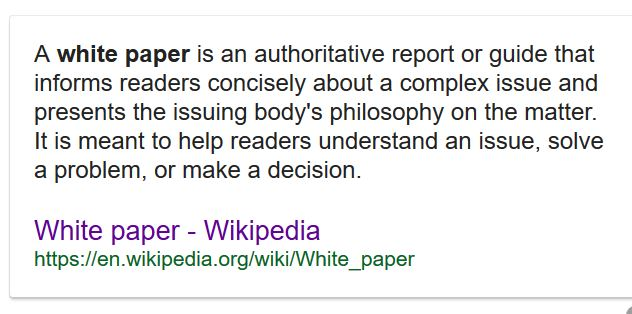 A white paper is an authoritative report or guide that
informs readers concisely about a complex issue and
presents the issuing body's philosophy on the matter.
It is meant to help readers understand an issue, solve
a problem, or make a decision.
White paper - Wikipedia
https://en.wikipedia.org/wiki/White_paper